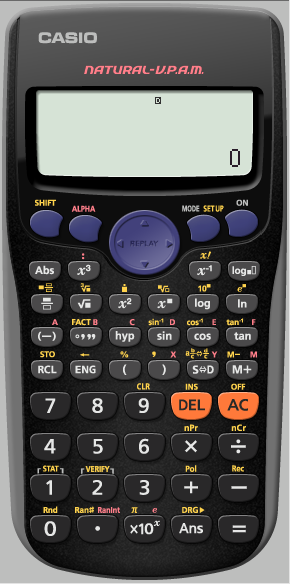 CASIO
NATURAL-V.P.A.M.
D
0
SHIFT ALPHA MODE SETUP ON
REPLAY
: x!
Abs x³ x⁻¹ log▪▯
³√ 10ˣ eˣ
√ x² xˣ log ln
A FACT B C sin⁻¹ D cos⁻¹ E tan⁻¹ F
(−) °,,, hyp sin cos tan
STO ← % , X a b/c⇔d/c Y M− M
RCL ENG ( ) S⇔D M+
CLR INS OFF
7 8 9 DEL AC
nPr nCr
4 5 6 × ÷
STAT VERIFY Pol Rec
1 2 3 + −
Rnd Ran# RanInt π e DRG▶
0 . ×10ˣ Ans =